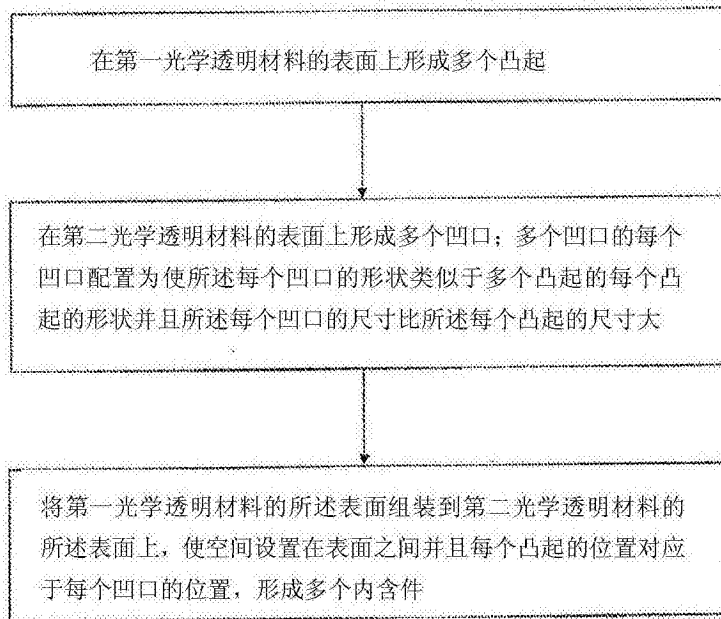 在第一光学透明材料的表面上形成多个凸起
在第二光学透明材料的表面上形成多个凹口；多个凹口的每个
凹口配置为使所述每个凹口的形状类似于多个凸起的每个凸
起的形状并且所述每个凹口的尺寸比所述每个凸起的尺寸大
将第一光学透明材料的所述表面组装到第二光学透明材料的
所述表面上，使空间设置在表面之间并且每个凸起的位置对应
于每个凹口的位置，形成多个内含件